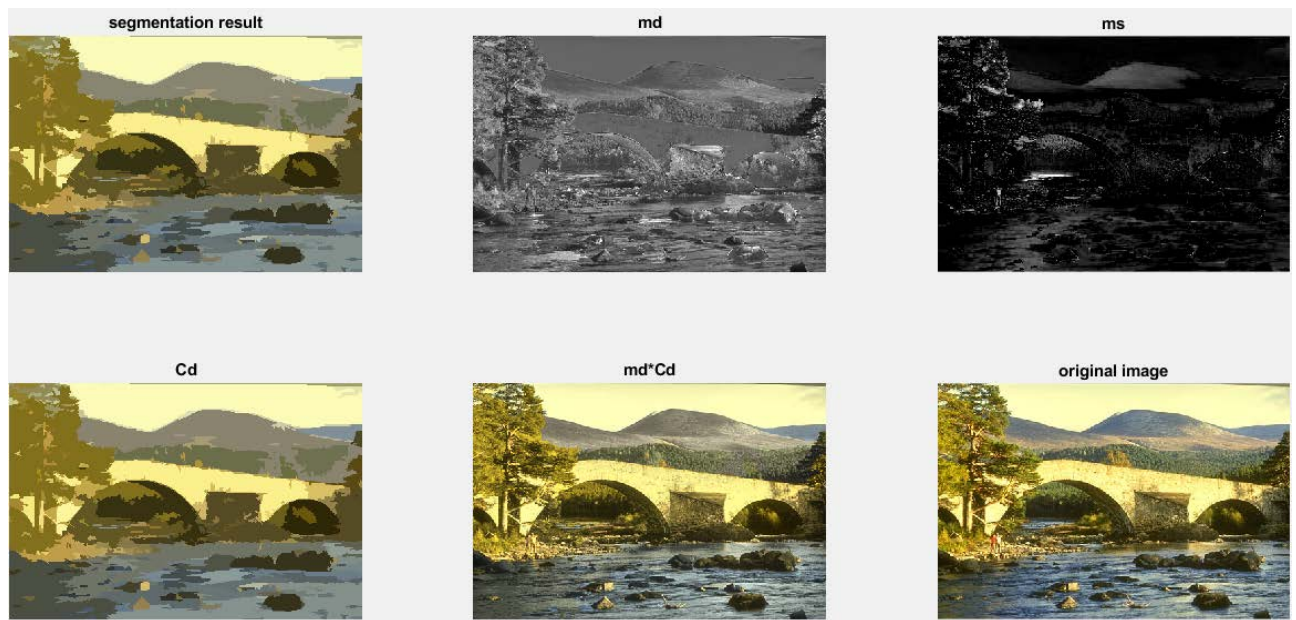 segmentation result
md
ms
Cd
md*Cd
original image